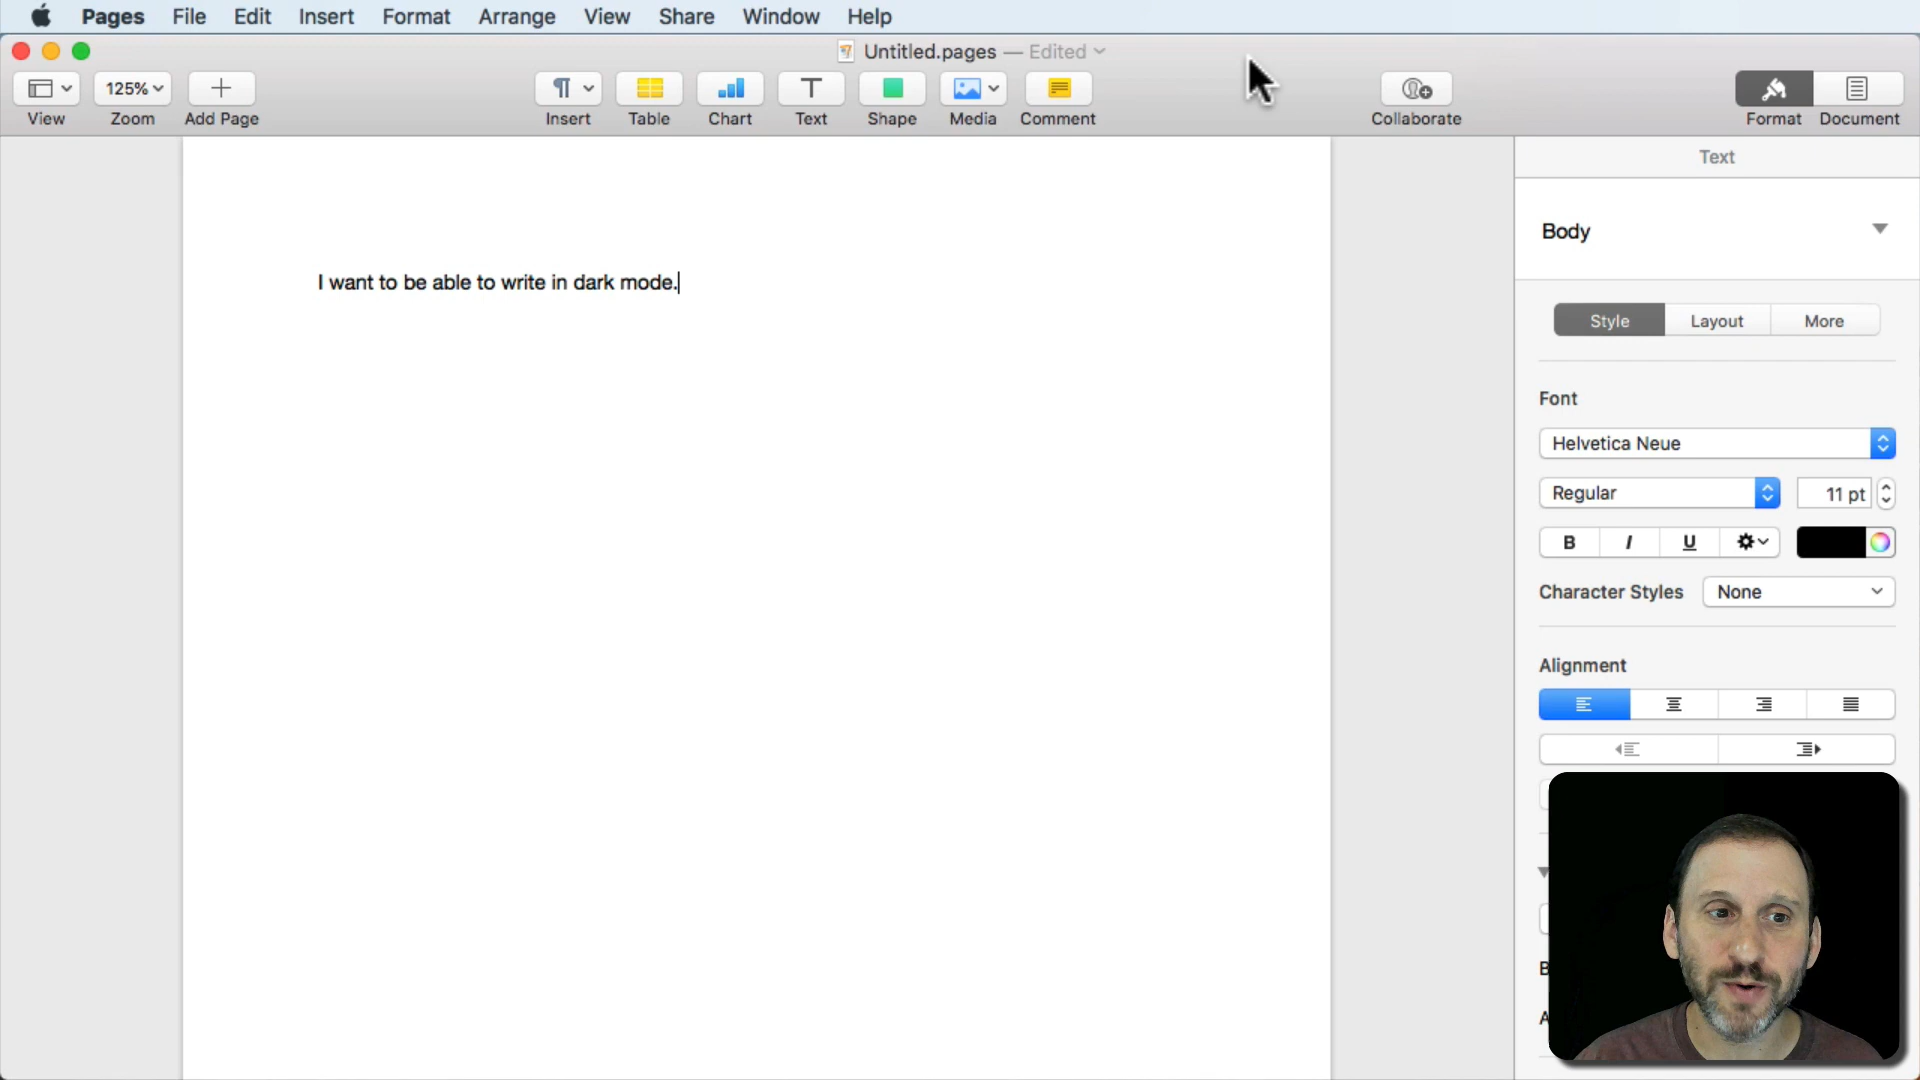 Pages File Edit Insert Format Arrange View Share Window Help
Untitled.pages — Edited
125%
View Zoom Add Page Insert Table Chart Text Shape Media Comment Collaborate Format Document
Text
Body
I want to be able to write in dark mode.
Style Layout More
Font
Helvetica Neue
Regular 11 pt
B I U
Character Styles None
Alignment
B
A